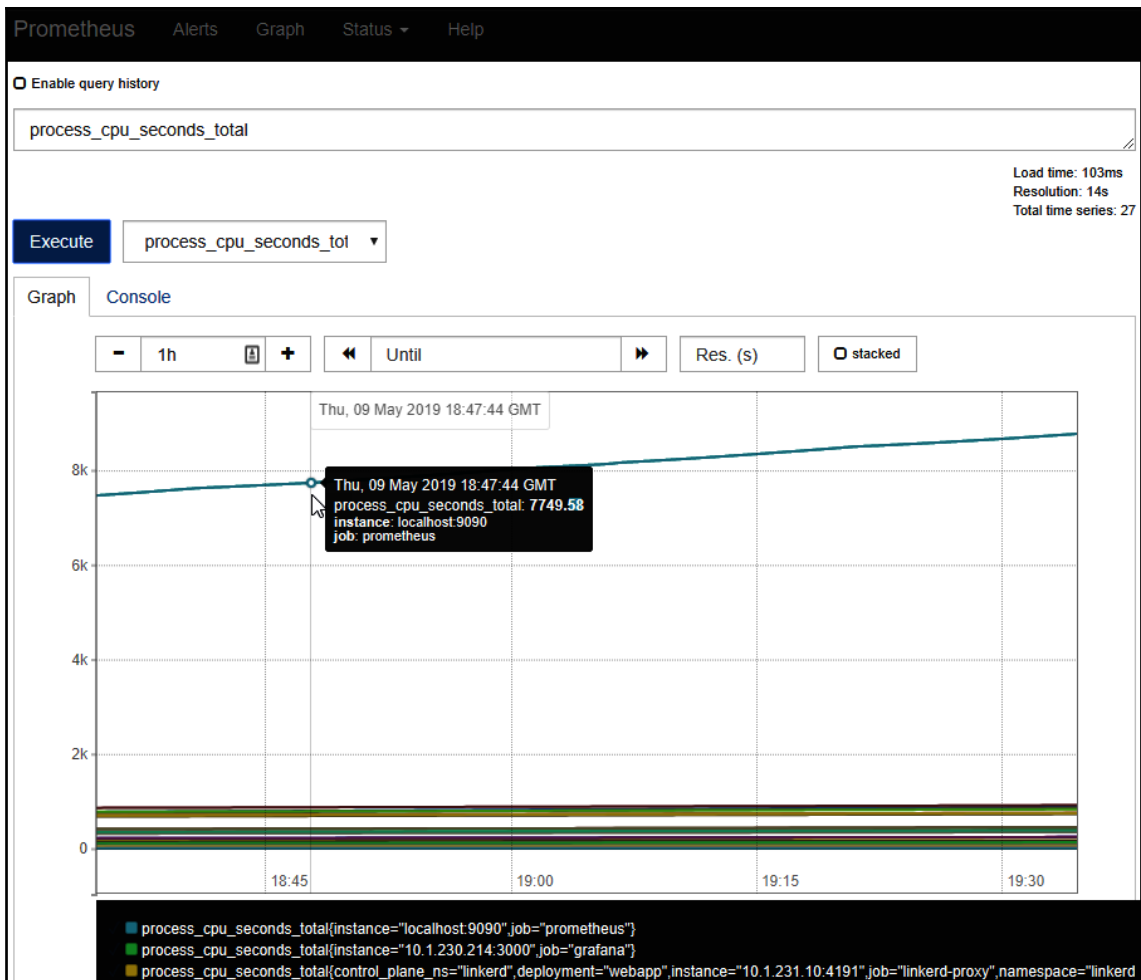 Prometheus Alerts Graph Status Help
Enable query history
process_cpu_seconds_total
Load time: 103ms
Resolution: 14s
Total time series: 27
Execute process_cpu_seconds_tot
Graph Console
1h Until Res. (s) stacked
Thu, 09 May 2019 18:47:44 GMT
8k
Thu, 09 May 2019 18:47:44 GMT
process_cpu_seconds_total: 7749.58
instance: localhost:9090
job: prometheus
6k
4k
2k
0
18:45 19:00 19:15 19:30
process_cpu_seconds_total{instance="localhost:9090",job="prometheus"}
process_cpu_seconds_total{instance="10.1.230.214:3000",job="grafana"}
process_cpu_seconds_total{control_plane_ns="linkerd",deployment="webapp",instance="10.1.231.10:4191",job="linkerd-proxy",namespace="linkerd